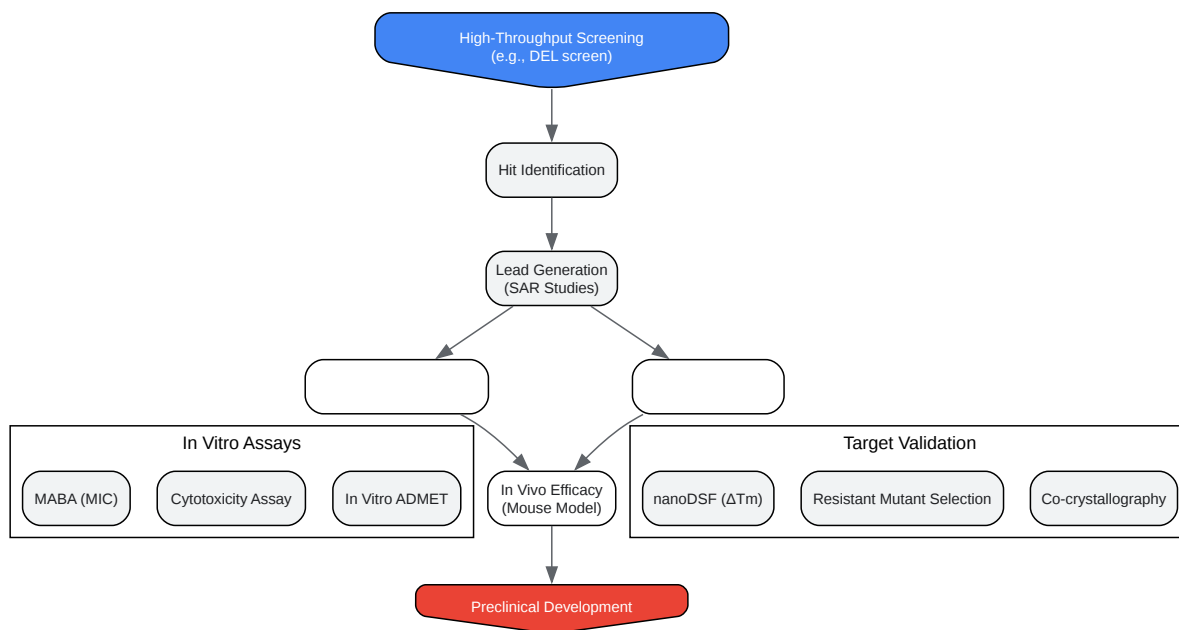 High-Throughput Screening
(e.g., DEL screen)
Hit Identification
Lead Generation
(SAR Studies)
In Vitro Assays
MABA (MIC)
Cytotoxicity Assay
In Vitro ADMET
In Vivo Efficacy
(Mouse Model)
Target Validation
nanoDSF (ΔTm)
Resistant Mutant Selection
Co-crystallography
Preclinical Development